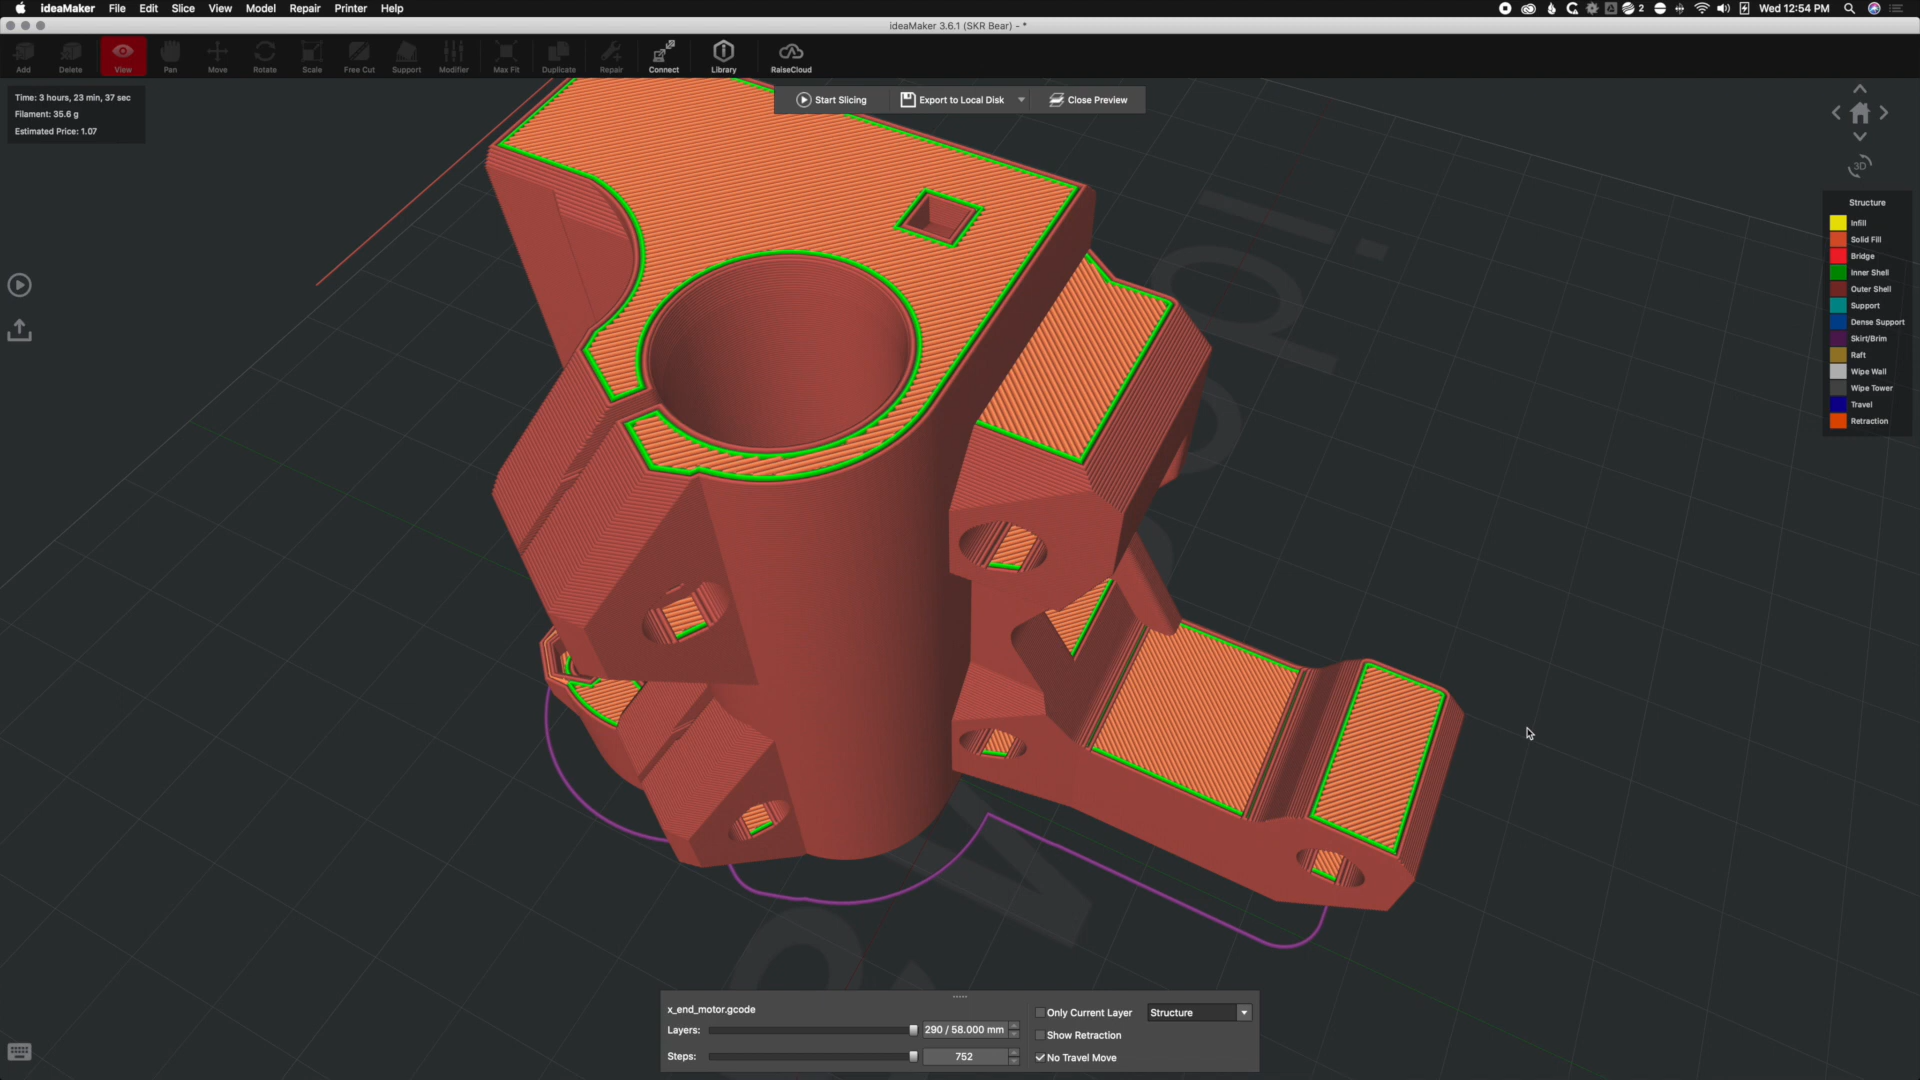 ideaMaker File Edit Slice View Model Repair Printer Help
2
Wed 12:54 PM
ideaMaker 3.6.1 (SKR Bear) - *
Add Delete View Pan Move Rotate Scale Free Cut Support Modifier Max Fit Duplicate Repair Connect Library RaiseCloud
Time: 3 hours, 23 min, 37 sec
Filament: 35.6 g
Estimated Price: 1.07
Start Slicing Export to Local Disk Close Preview
3D
Structure
Infill
Solid Fill
Bridge
Inner Shell
Outer Shell
Support
Dense Support
Skirt/Brim
Raft
Wipe Wall
Wipe Tower
Travel
Retraction
x_end_motor.gcode
Layers: 290 / 58.000 mm
Steps: 752
Only Current Layer Structure
Show Retraction
No Travel Move